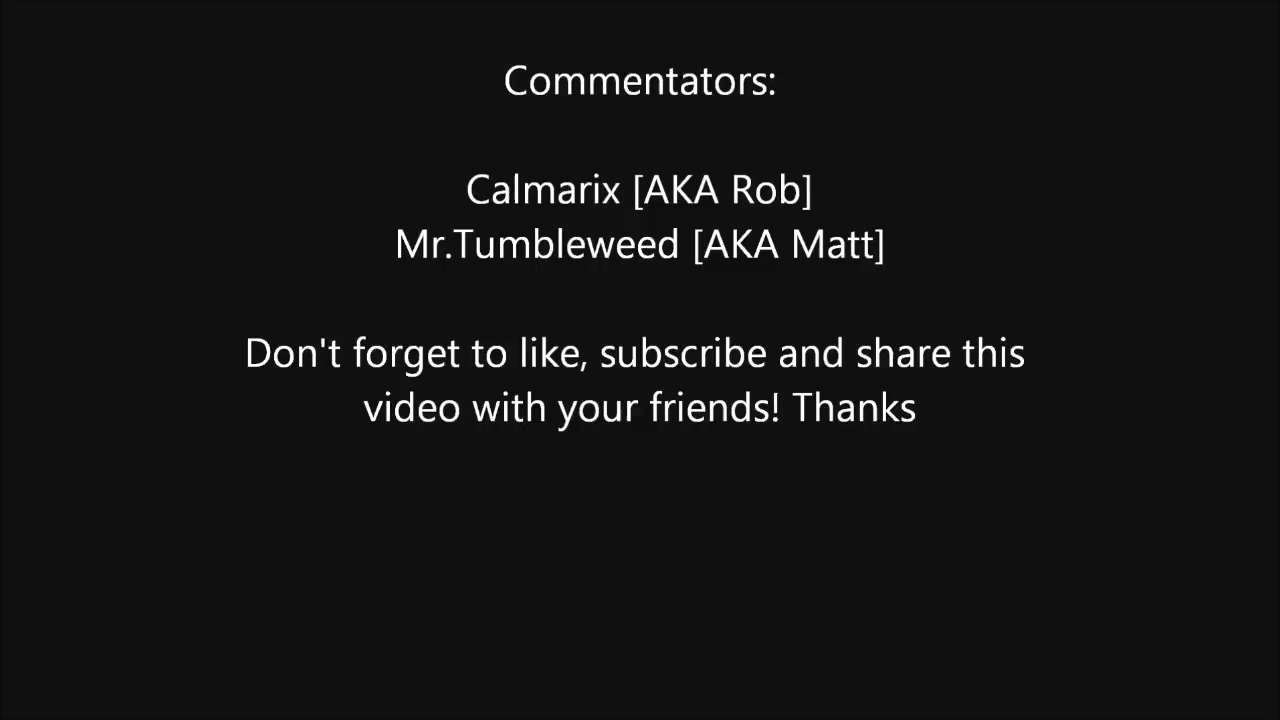 Commentators:
Calmarix [AKA Rob]
Mr.Tumbleweed [AKA Matt]
Don't forget to like, subscribe and share this
video with your friends! Thanks